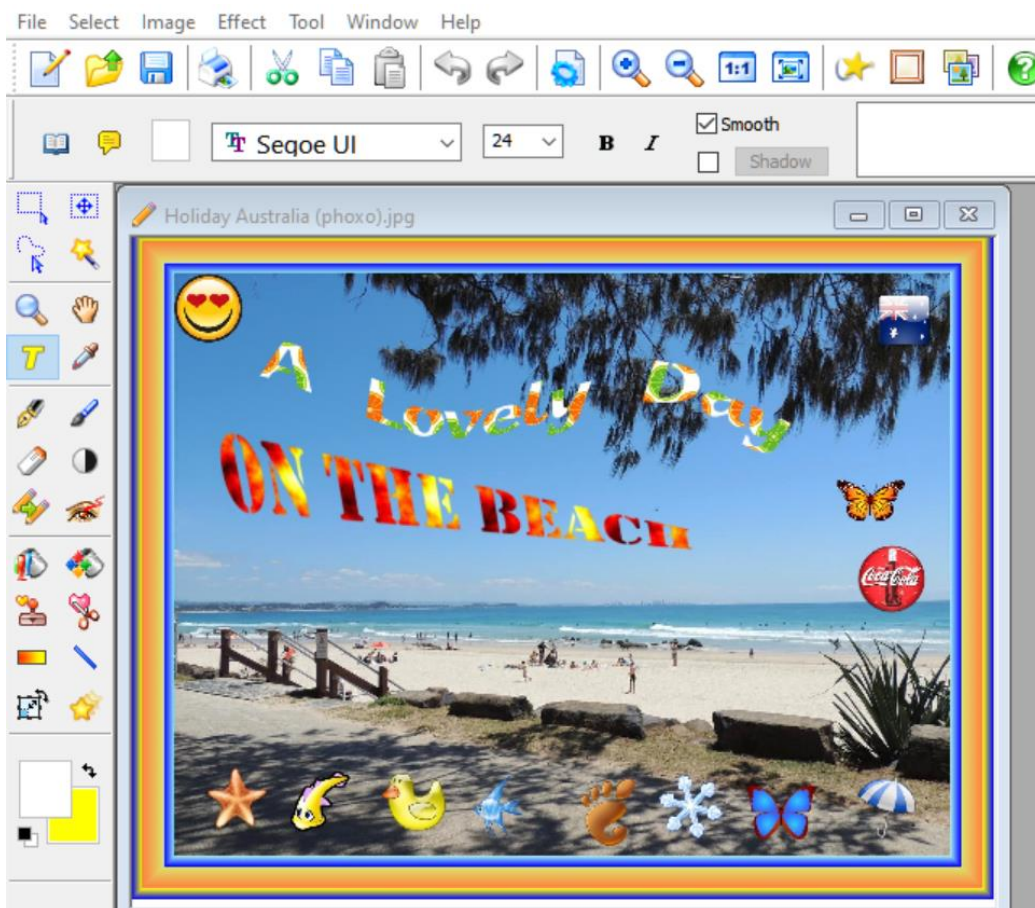 File Select Image Effect Tool Window Help
1:1
Segoe UI 24 B I Smooth
Shadow
T
Holiday Australia (phoxo).jpg
A Lovely Day
ON THE BEACH
Coca-Cola